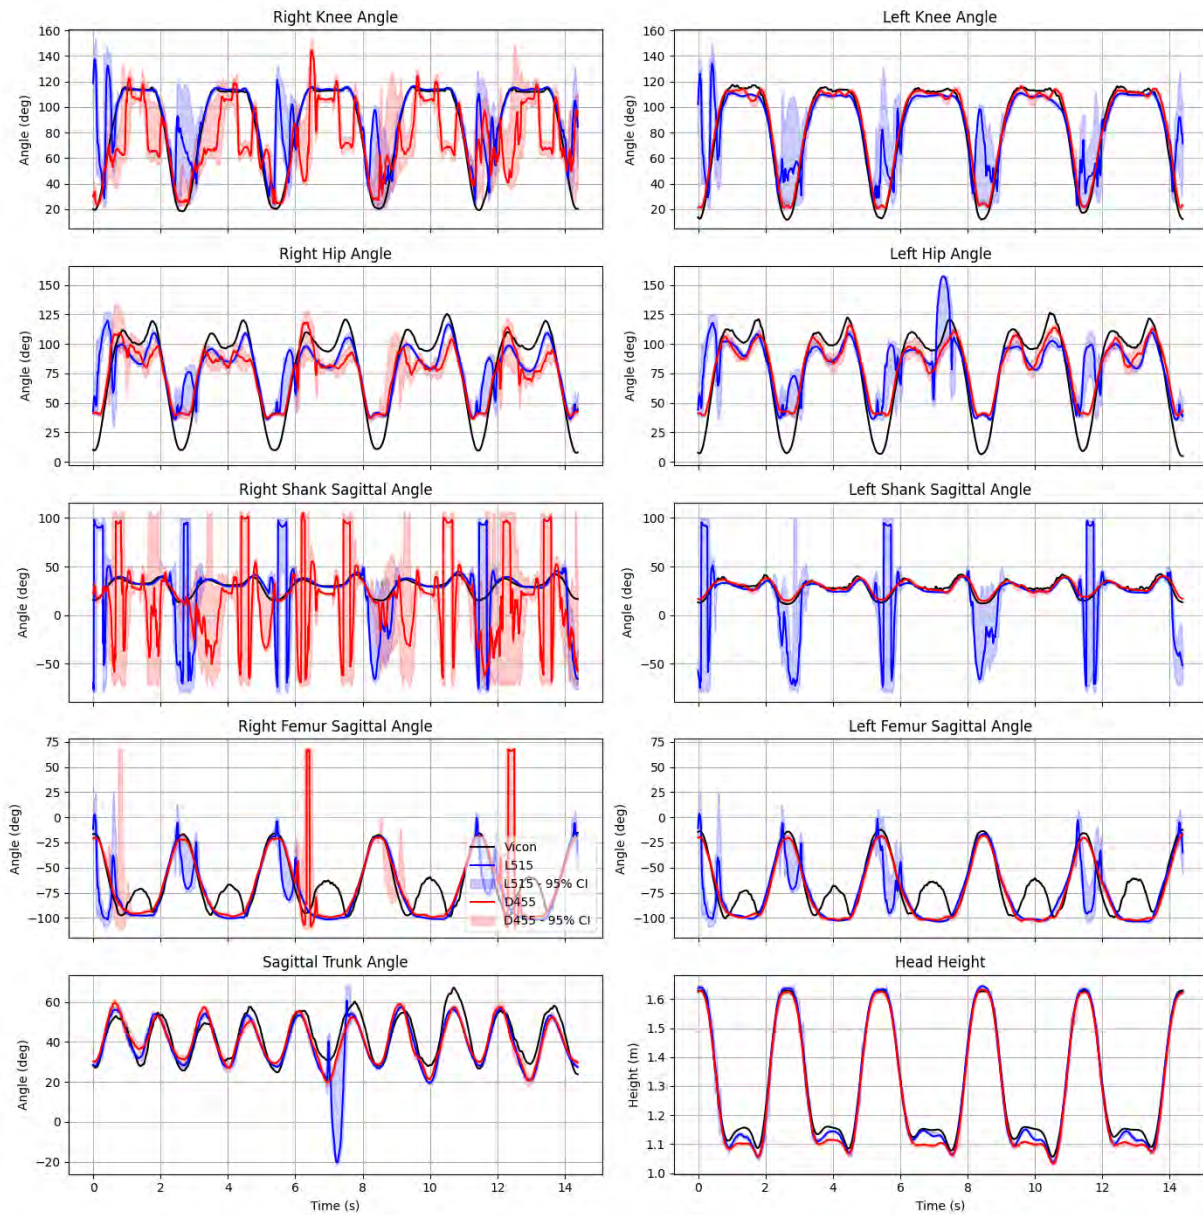 Right Knee Angle
Left Knee Angle
160
140
120
100
80
60
40
20
Angle (deg)
160
140
120
100
80
60
40
20
Angle (deg)
Right Hip Angle
Left Hip Angle
150
125
100
75
50
25
0
Angle (deg)
150
125
100
75
50
25
0
Angle (deg)
Right Shank Sagittal Angle
Left Shank Sagittal Angle
100
50
0
−50
Angle (deg)
100
50
0
−50
Angle (deg)
Right Femur Sagittal Angle
Left Femur Sagittal Angle
75
50
25
0
−25
−50
−75
−100
Angle (deg)
Vicon
L515
L515 - 95% CI
D455
D455 - 95% CI
75
50
25
0
−25
−50
−75
−100
Angle (deg)
Sagittal Trunk Angle
Head Height
60
40
20
0
−20
Angle (deg)
0 2 4 6 8 10 12 14
Time (s)
1.6
1.5
1.4
1.3
1.2
1.1
1.0
Height (m)
0 2 4 6 8 10 12 14
Time (s)